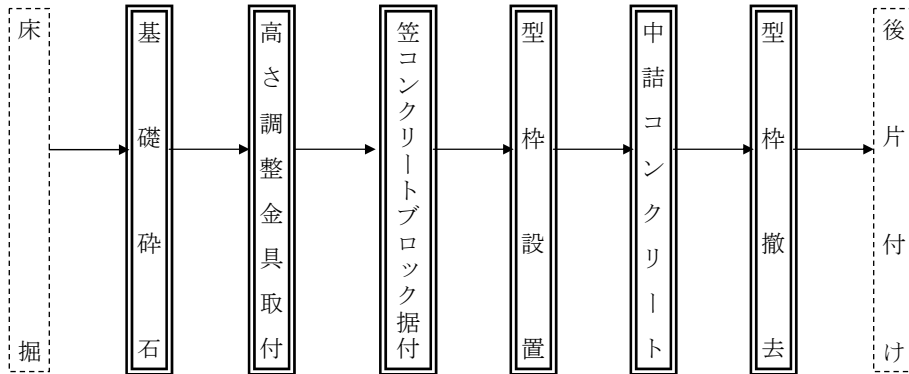 床掘
基礎砕石
高さ調整金具取付
笠コンクリートブロック据付
型枠設置
中詰コンクリート
型枠撤去
後片付け